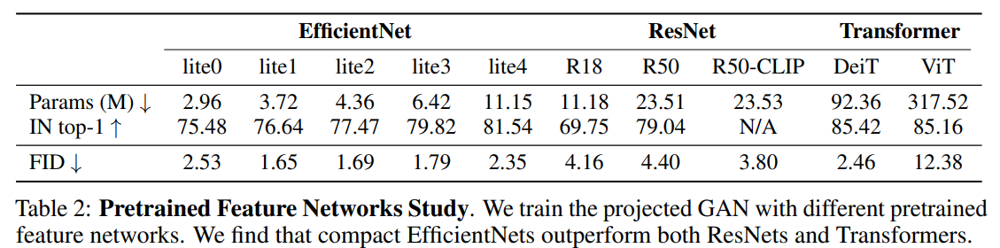 EfficientNet ResNet Transformer
lite0 lite1 lite2 lite3 lite4 R18 R50 R50-CLIP DeiT ViT
Params (M) ↓ 2.96 3.72 4.36 6.42 11.15 11.18 23.51 23.53 92.36 317.52
IN top-1 ↑ 75.48 76.64 77.47 79.82 81.54 69.75 79.04 N/A 85.42 85.16
FID ↓ 2.53 1.65 1.69 1.79 2.35 4.16 4.40 3.80 2.46 12.38
Table 2: Pretrained Feature Networks Study. We train the projected GAN with different pretrained
feature networks. We find that compact EfficientNets outperform both ResNets and Transformers.